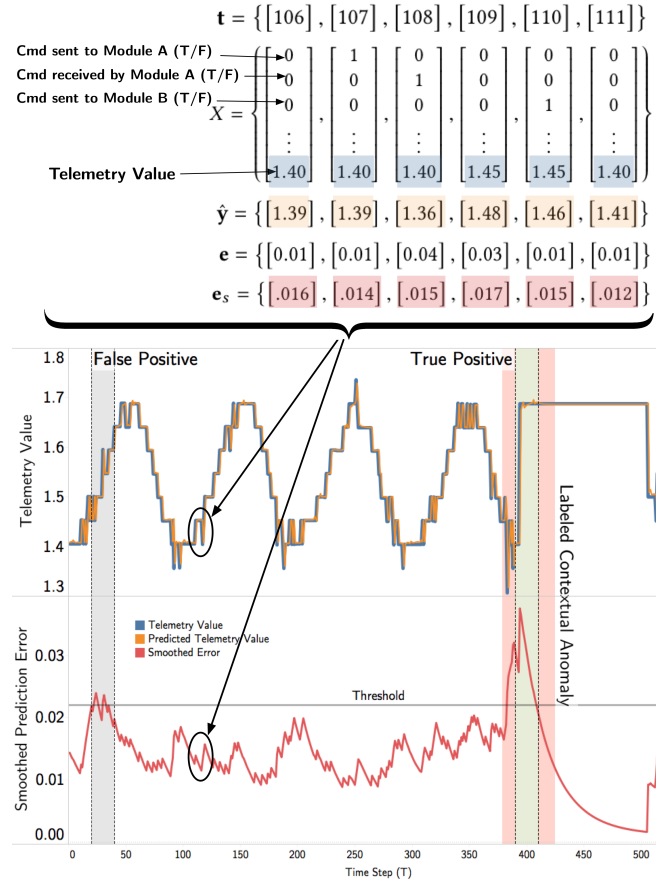 t = {[106] , [107] , [108] , [109] , [110] , [111]}
Cmd sent to Module A (T/F) 0 1 0 0 0 0
Cmd received by Module A (T/F) 0 0 1 0 0 0
Cmd sent to Module B (T/F) 0 0 0 0 1 0
X = { , , , , , }
⋮ ⋮ ⋮ ⋮ ⋮ ⋮
Telemetry Value 1.40 1.40 1.40 1.45 1.45 1.40
ŷ = {[1.39] , [1.39] , [1.36] , [1.48] , [1.46] , [1.41]}
e = {[0.01] , [0.01] , [0.04] , [0.03] , [0.01] , [0.01]}
eₛ = {[.016] , [.014] , [.015] , [.017] , [.015] , [.012]}
False Positive
True Positive
Telemetry Value
1.8
1.7
1.6
1.5
1.4
1.3
Labeled Contextual Anomaly
Telemetry Value
Predicted Telemetry Value
Smoothed Error
Threshold
Smoothed Prediction Error
0.03
0.02
0.01
0.00
0 50 100 150 200 250 300 350 400 450 500
Time Step (T)